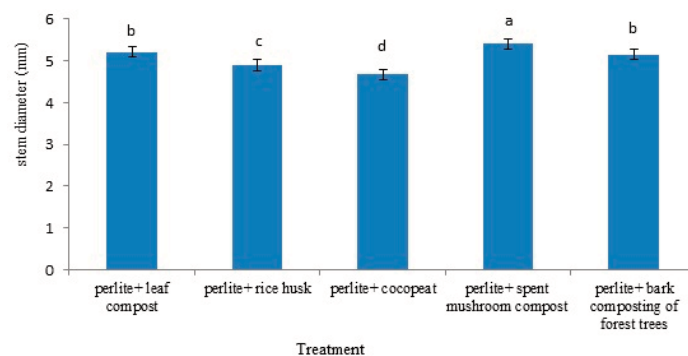 6
5
4
3
2
1
0
stem diameter (mm)
b
c
d
a
b
perlite+ leaf
compost
perlite+ rice husk
perlite+ cocopeat
perlite+ spent
mushroom compost
perlite+ bark
composting of
forest trees
Treatment